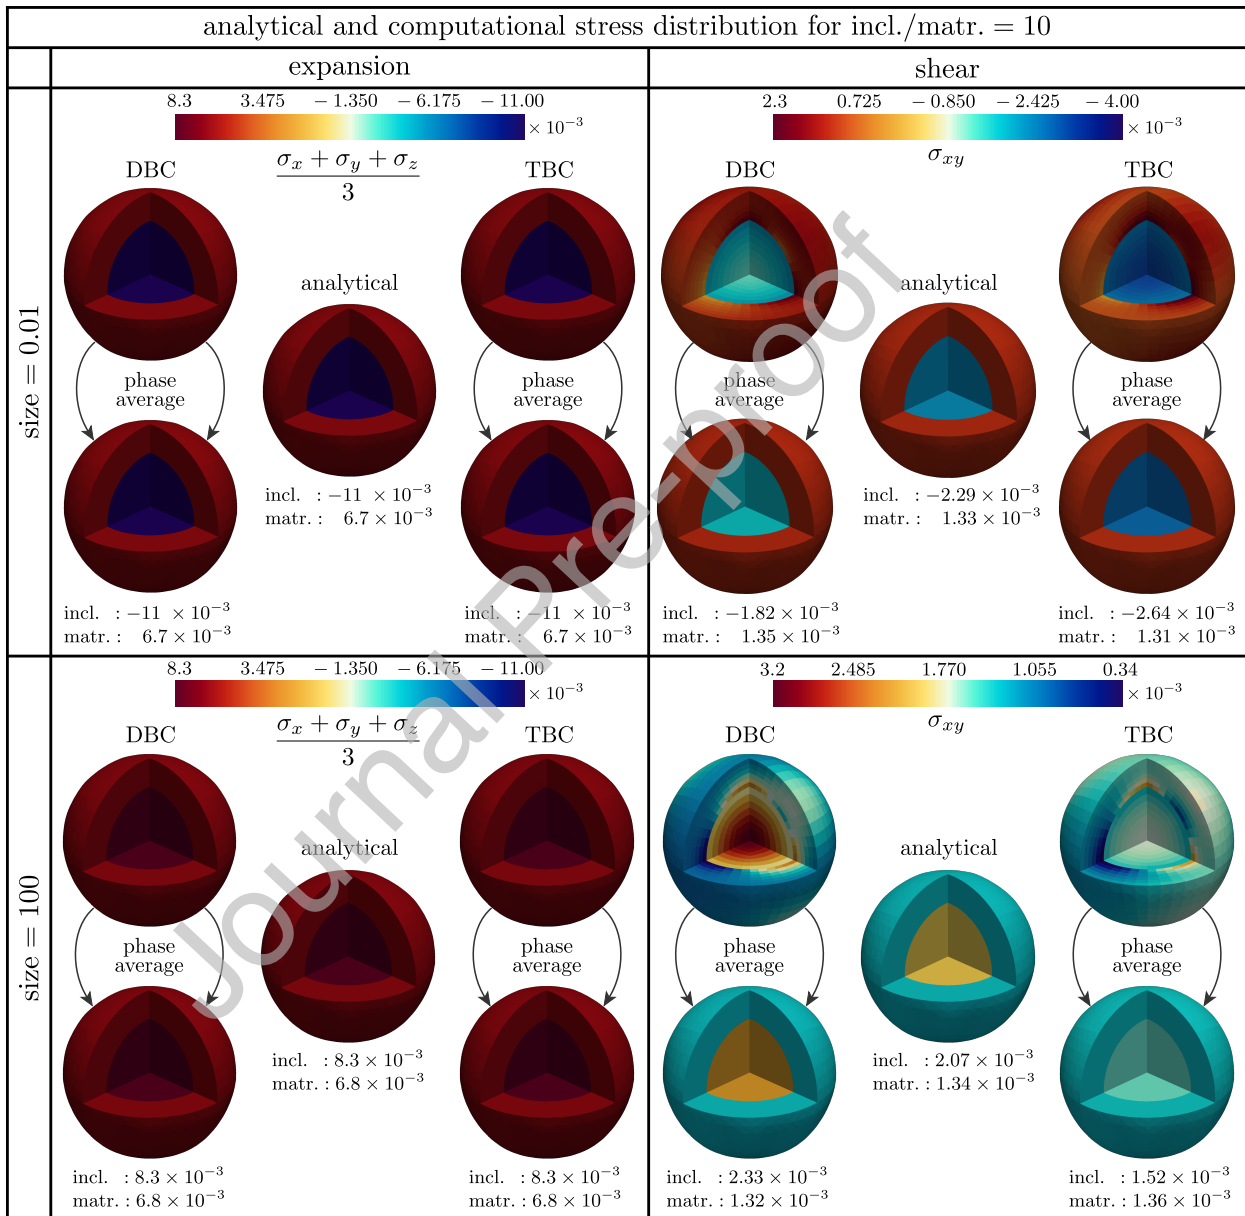 analytical and computational stress distribution for incl./matr. = 10
expansion
shear
size = 0.01
8.3 3.475 − 1.350 − 6.175 − 11.00
× 10⁻³
DBC
σx + σy + σz
3
TBC
analytical
phase
average
phase
average
incl. : −11 × 10⁻³
matr. : 6.7 × 10⁻³
incl. : −11 × 10⁻³
matr. : 6.7 × 10⁻³
incl. : −11 × 10⁻³
matr. : 6.7 × 10⁻³
2.3 0.725 − 0.850 − 2.425 − 4.00
× 10⁻³
DBC
σxy
TBC
analytical
phase
average
phase
average
incl. : −2.29 × 10⁻³
matr. : 1.33 × 10⁻³
incl. : −1.82 × 10⁻³
matr. : 1.35 × 10⁻³
incl. : −2.64 × 10⁻³
matr. : 1.31 × 10⁻³
size = 100
8.3 3.475 − 1.350 − 6.175 − 11.00
× 10⁻³
DBC
σx + σy + σz
3
TBC
analytical
phase
average
phase
average
incl. : 8.3 × 10⁻³
matr. : 6.8 × 10⁻³
incl. : 8.3 × 10⁻³
matr. : 6.8 × 10⁻³
incl. : 8.3 × 10⁻³
matr. : 6.8 × 10⁻³
3.2 2.485 1.770 1.055 0.34
× 10⁻³
DBC
σxy
TBC
analytical
phase
average
phase
average
incl. : 2.07 × 10⁻³
matr. : 1.34 × 10⁻³
incl. : 2.33 × 10⁻³
matr. : 1.32 × 10⁻³
incl. : 1.52 × 10⁻³
matr. : 1.36 × 10⁻³
Journal Pre-proof